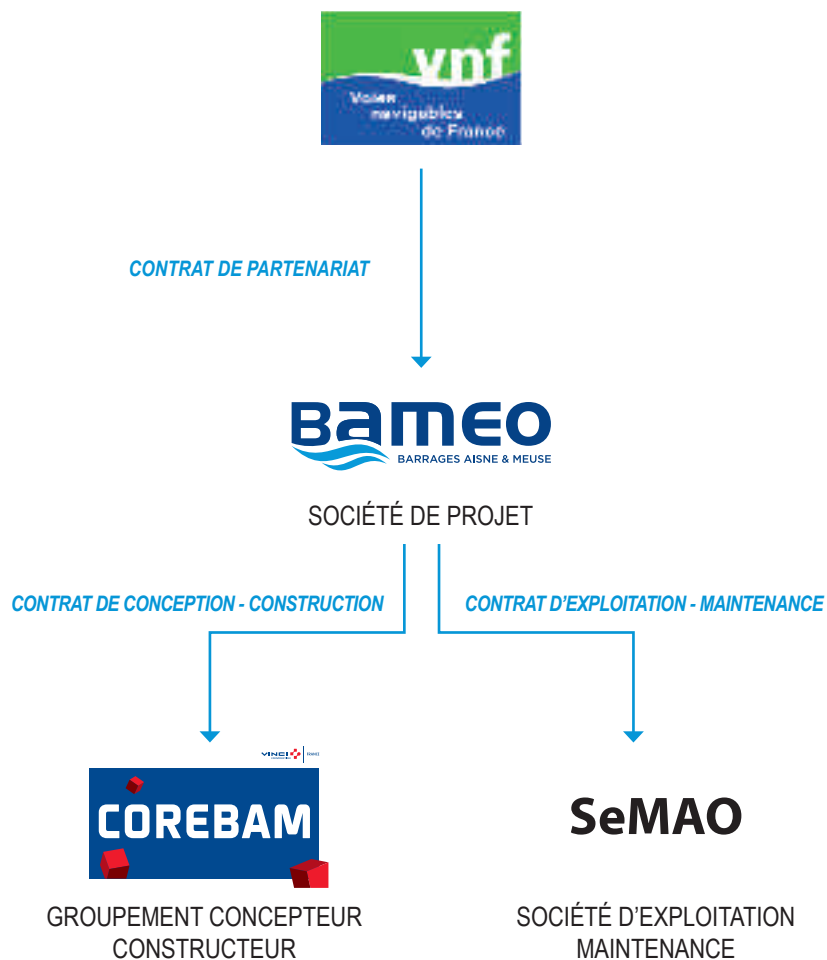 vnf
Voies
navigables
de France
CONTRAT DE PARTENARIAT
BAMEO
BARRAGES AISNE & MEUSE
SOCIÉTÉ DE PROJET
CONTRAT DE CONCEPTION - CONSTRUCTION
CONTRAT D'EXPLOITATION - MAINTENANCE
VINCI
FRANCE
COREBAM
SeMAO
GROUPEMENT CONCEPTEUR
CONSTRUCTEUR
SOCIÉTÉ D'EXPLOITATION
MAINTENANCE